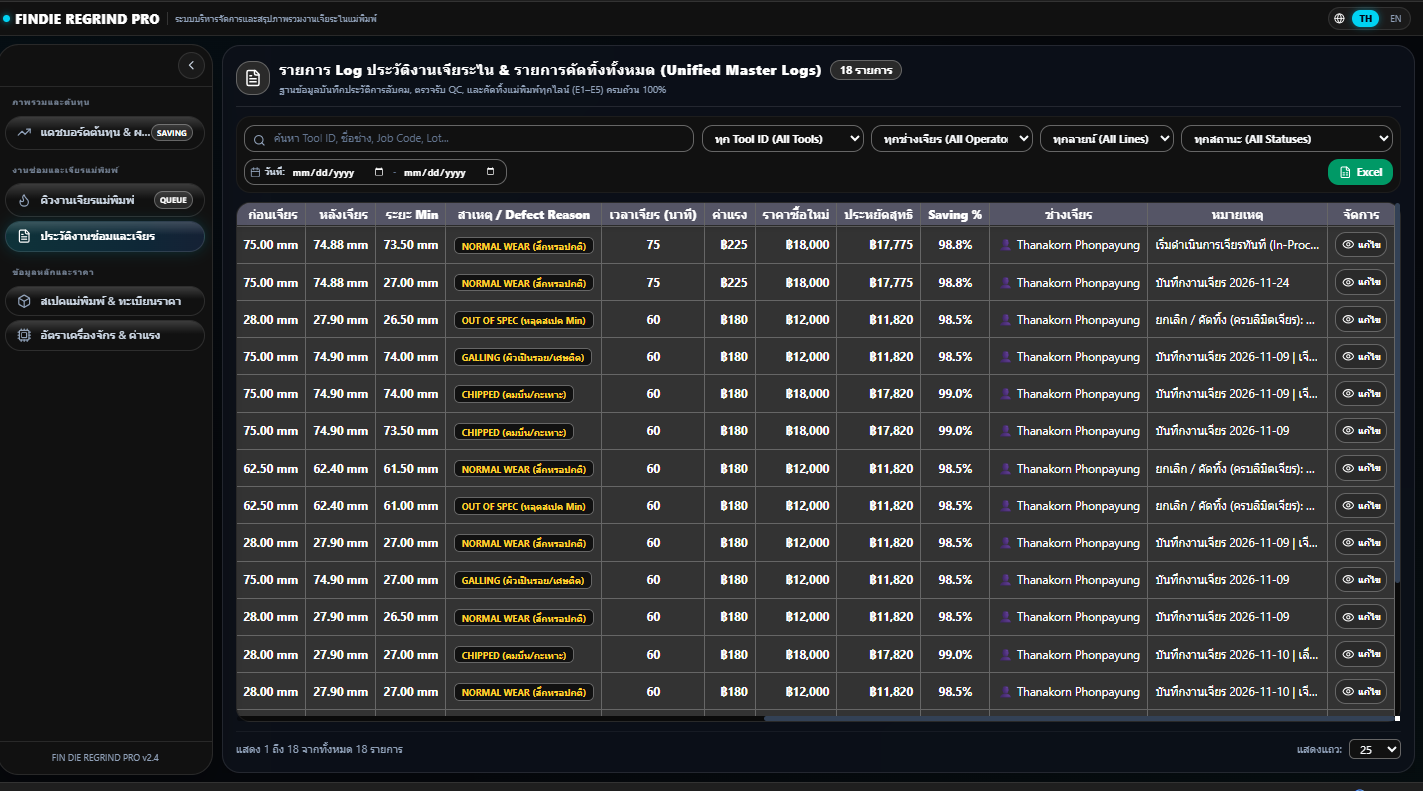 FINDIE REGRIND PRO ระบบบริหารจัดการและสรุปภาพรวมงานเจียระไนแม่พิมพ์ TH EN
ภาพรวมและต้นทุน
แดชบอร์ดต้นทุน & ผ... SAVING
งานซ่อมและเจียรแม่พิมพ์
คิวงานเจียรแม่พิมพ์ QUEUE
ประวัติงานซ่อมและเจียร
ข้อมูลหลักและราคา
สเปคแม่พิมพ์ & ทะเบียนราคา
อัตราเครื่องจักร & ค่าแรง
FIN DIE REGRIND PRO v2.4
รายการ Log ประวัติงานเจียระไน & รายการคัดทิ้งทั้งหมด (Unified Master Logs) 18 รายการ
ฐานข้อมูลบันทึกประวัติการลับคม, ตรวจรับ QC, และคัดทิ้งแม่พิมพ์ทุกไลน์ (E1–E5) ครบถ้วน 100%
ค้นหา Tool ID, ชื่อช่าง, Job Code, Lot... ทุก Tool ID (All Tools) ทุกช่างเจียร (All Operator ทุกลายน์ (All Lines) ทุกสถานะ (All Statuses)
วันที่: mm/dd/yyyy - mm/dd/yyyy Excel
ก่อนเจียร หลังเจียร ระยะ Min สาเหตุ / Defect Reason เวลาเจียร (นาที) ค่าแรง ราคาซื้อใหม่ ประหยัดสุทธิ Saving % ช่างเจียร หมายเหตุ จัดการ
75.00 mm 74.88 mm 73.50 mm NORMAL WEAR (สึกหรอปกติ) 75 ฿225 ฿18,000 ฿17,775 98.8% Thanakorn Phonpayung เริ่มดำเนินการเจียรทันที (In-Proc... แก้ไข
75.00 mm 74.88 mm 27.00 mm NORMAL WEAR (สึกหรอปกติ) 75 ฿225 ฿18,000 ฿17,775 98.8% Thanakorn Phonpayung บันทึกงานเจียร 2026-11-24 แก้ไข
28.00 mm 27.90 mm 26.50 mm OUT OF SPEC (หลุดสเปค Min) 60 ฿180 ฿12,000 ฿11,820 98.5% Thanakorn Phonpayung ยกเลิก / คัดทิ้ง (ครบลิมิตเจียร): ... แก้ไข
75.00 mm 74.90 mm 74.00 mm GALLING (ผิวเป็นรอย/เศษติด) 60 ฿180 ฿12,000 ฿11,820 98.5% Thanakorn Phonpayung บันทึกงานเจียร 2026-11-09 | เจี... แก้ไข
75.00 mm 74.90 mm 74.00 mm CHIPPED (คมบิ่น/กะเทาะ) 60 ฿180 ฿18,000 ฿17,820 99.0% Thanakorn Phonpayung บันทึกงานเจียร 2026-11-09 | เจี... แก้ไข
75.00 mm 74.90 mm 73.50 mm CHIPPED (คมบิ่น/กะเทาะ) 60 ฿180 ฿18,000 ฿17,820 99.0% Thanakorn Phonpayung บันทึกงานเจียร 2026-11-09 แก้ไข
62.50 mm 62.40 mm 61.50 mm NORMAL WEAR (สึกหรอปกติ) 60 ฿180 ฿12,000 ฿11,820 98.5% Thanakorn Phonpayung ยกเลิก / คัดทิ้ง (ครบลิมิตเจียร): ... แก้ไข
62.50 mm 62.40 mm 61.00 mm OUT OF SPEC (หลุดสเปค Min) 60 ฿180 ฿12,000 ฿11,820 98.5% Thanakorn Phonpayung ยกเลิก / คัดทิ้ง (ครบลิมิตเจียร): ... แก้ไข
28.00 mm 27.90 mm 27.00 mm NORMAL WEAR (สึกหรอปกติ) 60 ฿180 ฿12,000 ฿11,820 98.5% Thanakorn Phonpayung บันทึกงานเจียร 2026-11-09 | เจี... แก้ไข
75.00 mm 74.90 mm 27.00 mm GALLING (ผิวเป็นรอย/เศษติด) 60 ฿180 ฿12,000 ฿11,820 98.5% Thanakorn Phonpayung บันทึกงานเจียร 2026-11-09 แก้ไข
28.00 mm 27.90 mm 26.50 mm NORMAL WEAR (สึกหรอปกติ) 60 ฿180 ฿12,000 ฿11,820 98.5% Thanakorn Phonpayung บันทึกงานเจียร 2026-11-09 แก้ไข
28.00 mm 27.90 mm 27.00 mm CHIPPED (คมบิ่น/กะเทาะ) 60 ฿180 ฿18,000 ฿17,820 99.0% Thanakorn Phonpayung บันทึกงานเจียร 2026-11-10 | เลื่... แก้ไข
28.00 mm 27.90 mm 27.00 mm NORMAL WEAR (สึกหรอปกติ) 60 ฿180 ฿12,000 ฿11,820 98.5% Thanakorn Phonpayung บันทึกงานเจียร 2026-11-10 | เจี... แก้ไข
แสดง 1 ถึง 18 จากทั้งหมด 18 รายการ แสดงแถว: 25